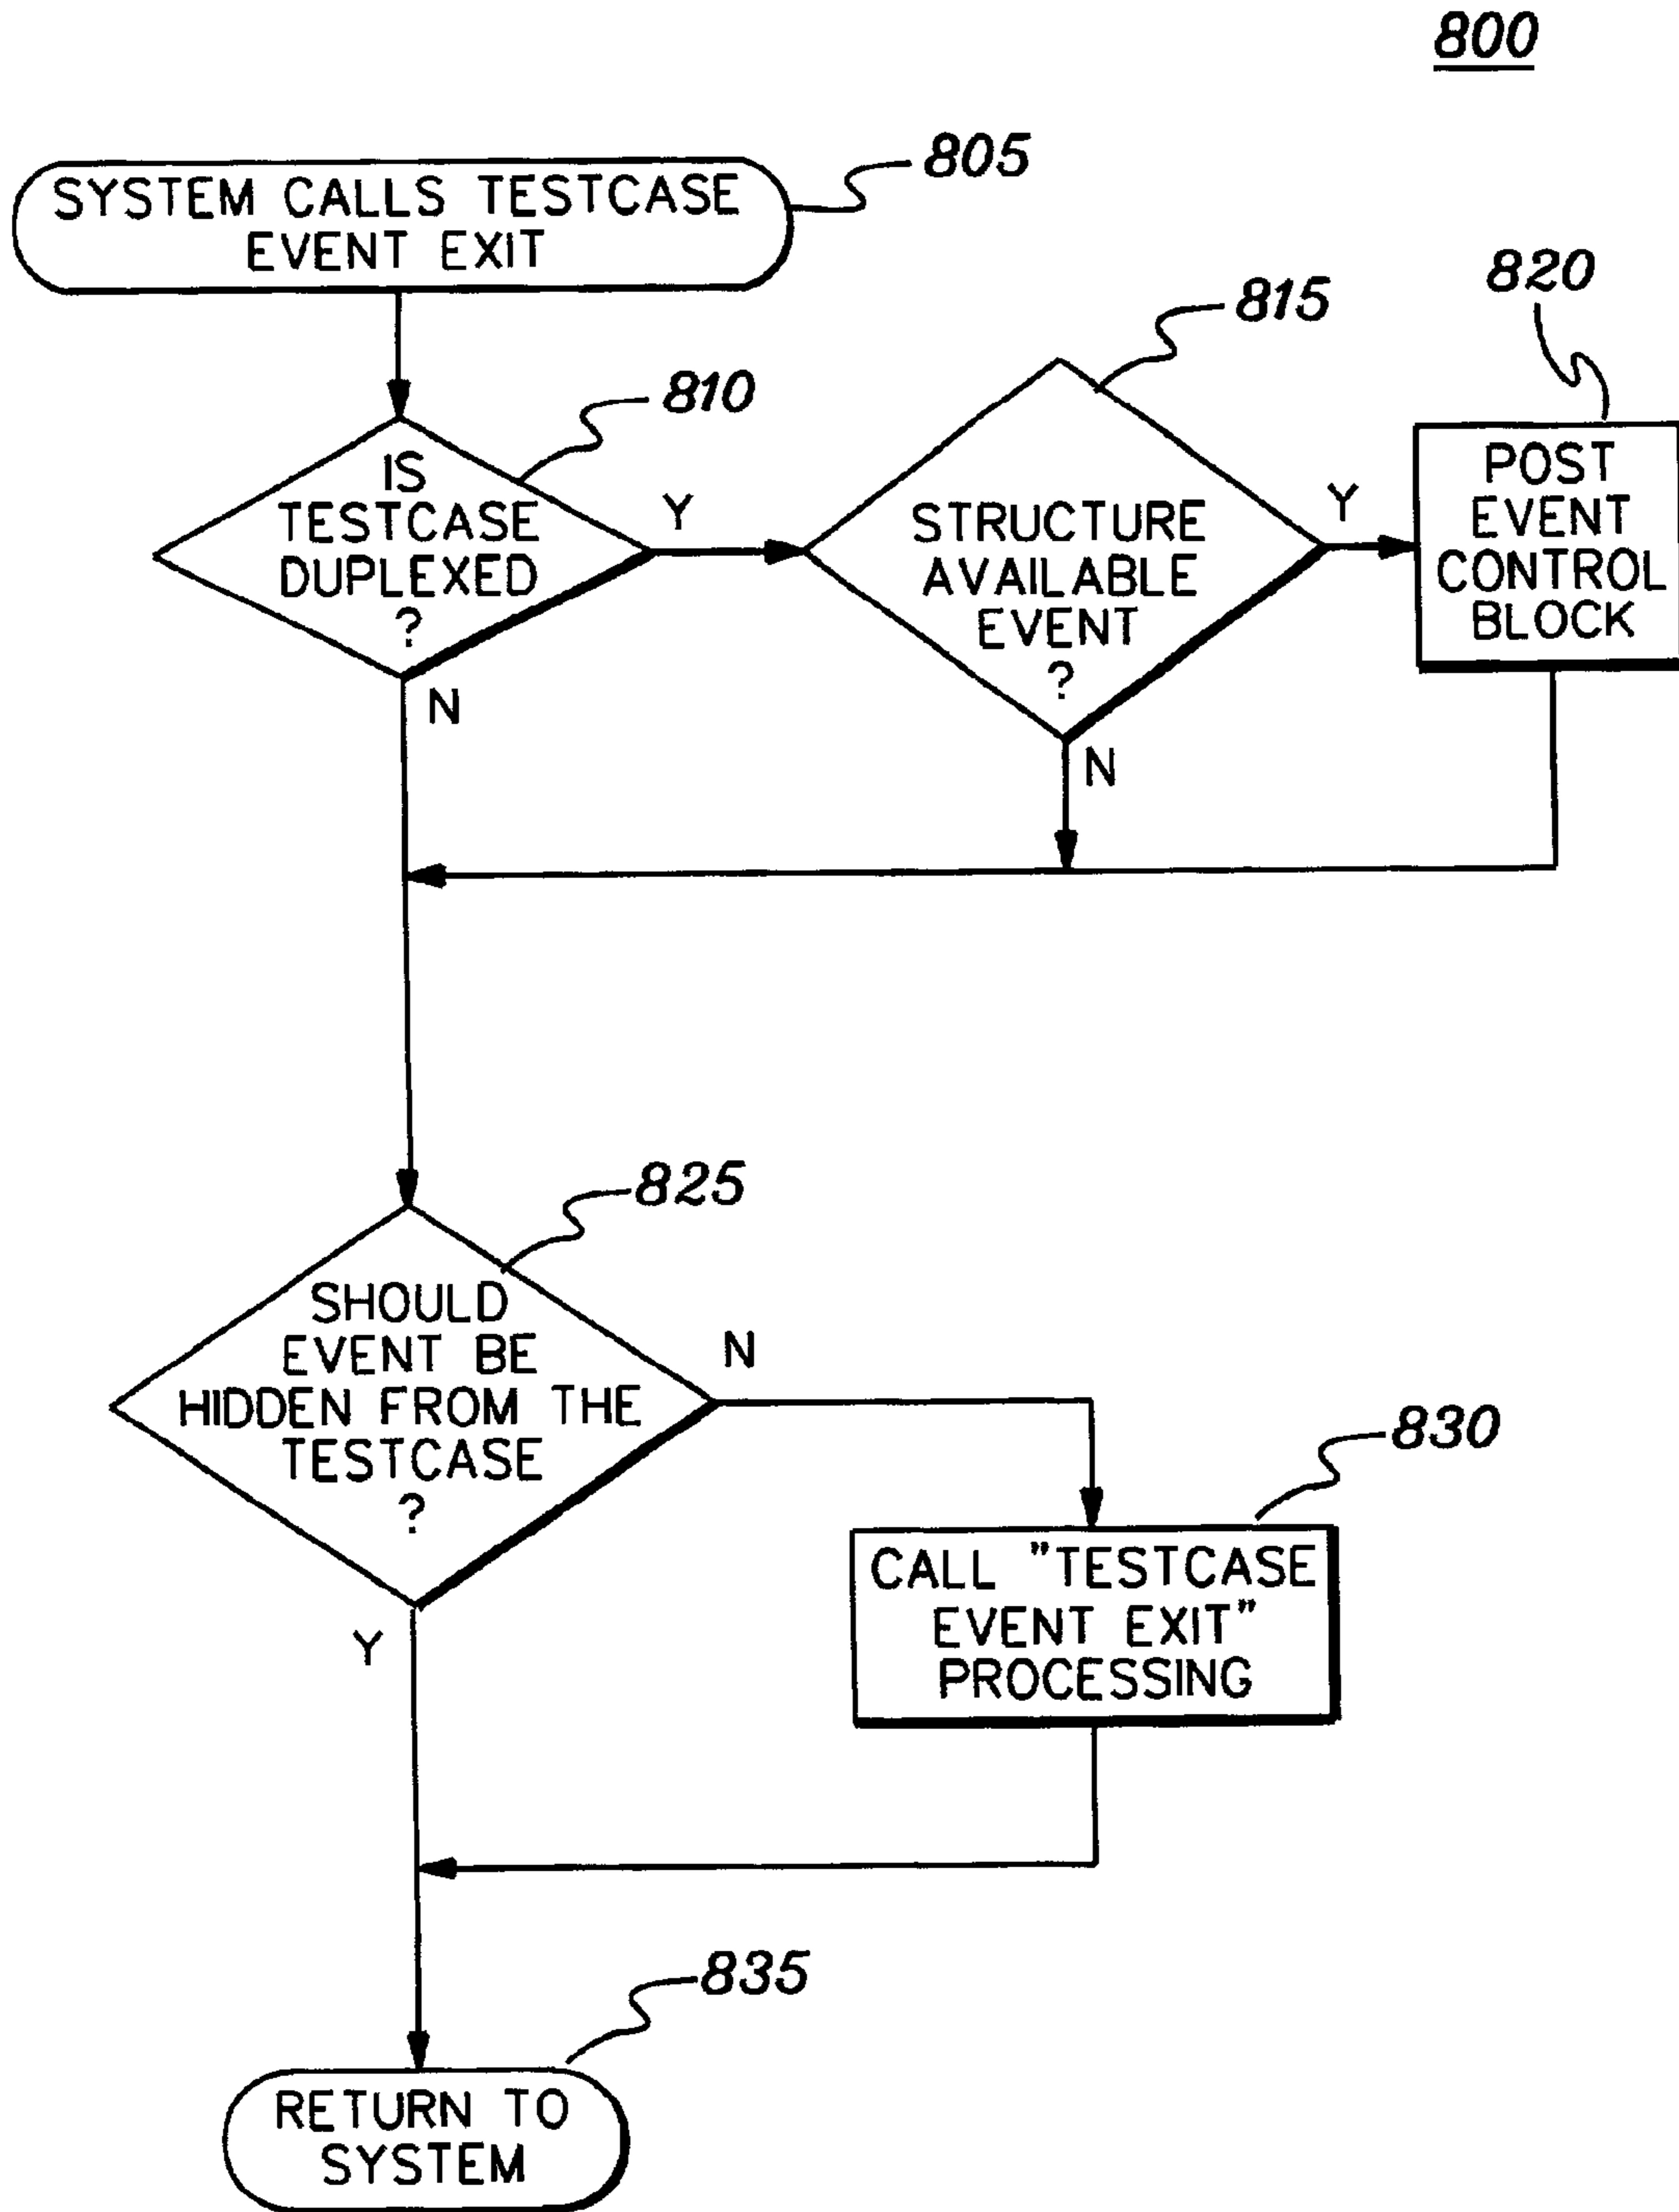 800
805
SYSTEM CALLS TESTCASE
EVENT EXIT
810
IS
TESTCASE
DUPLEXED
?
Y
N
815
STRUCTURE
AVAILABLE
EVENT
?
Y
N
820
POST
EVENT
CONTROL
BLOCK
825
SHOULD
EVENT BE
HIDDEN FROM THE
TESTCASE
?
N
Y
830
CALL "TESTCASE
EVENT EXIT"
PROCESSING
835
RETURN TO
SYSTEM